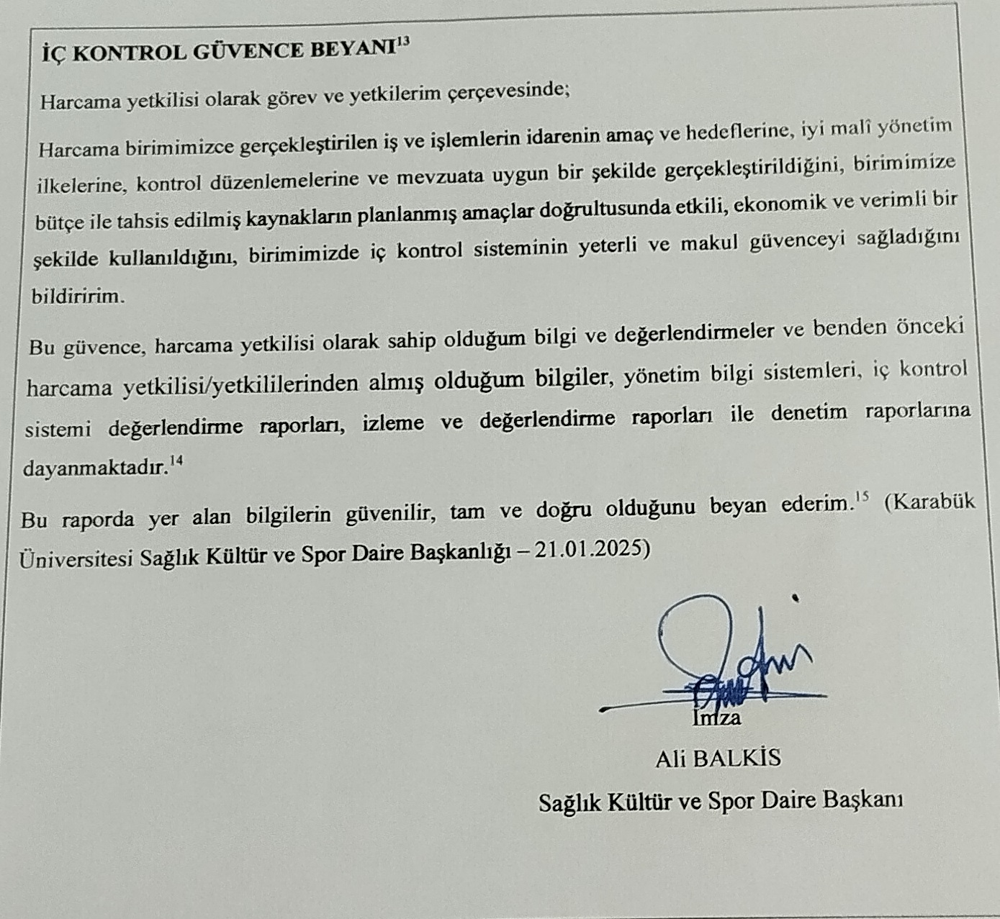 İÇ KONTROL GÜVENCE BEYANI¹³
Harcama yetkilisi olarak görev ve yetkilerim çerçevesinde;
Harcama birimimizce gerçekleştirilen iş ve işlemlerin idarenin amaç ve hedeflerine, iyi malî yönetim
ilkelerine, kontrol düzenlemelerine ve mevzuata uygun bir şekilde gerçekleştirildiğini, birimimize
bütçe ile tahsis edilmiş kaynakların planlanmış amaçlar doğrultusunda etkili, ekonomik ve verimli bir
şekilde kullanıldığını, birimimizde iç kontrol sisteminin yeterli ve makul güvenceyi sağladığını
bildiririm.
Bu güvence, harcama yetkilisi olarak sahip olduğum bilgi ve değerlendirmeler ve benden önceki
harcama yetkilisi/yetkililerinden almış olduğum bilgiler, yönetim bilgi sistemleri, iç kontrol
sistemi değerlendirme raporları, izleme ve değerlendirme raporları ile denetim raporlarına
dayanmaktadır.¹⁴
Bu raporda yer alan bilgilerin güvenilir, tam ve doğru olduğunu beyan ederim.¹⁵ (Karabük
Üniversitesi Sağlık Kültür ve Spor Daire Başkanlığı – 21.01.2025)
İmza
Ali BALKİS
Sağlık Kültür ve Spor Daire Başkanı